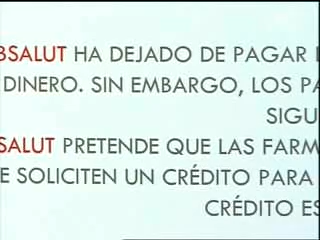 BSALUT HA DEJADO DE PAGAR
DINERO. SIN EMBARGO, LOS PA
SIGU
SALUT PRETENDE QUE LAS FARM
E SOLICITEN UN CRÉDITO PARA
CRÉDITO ES